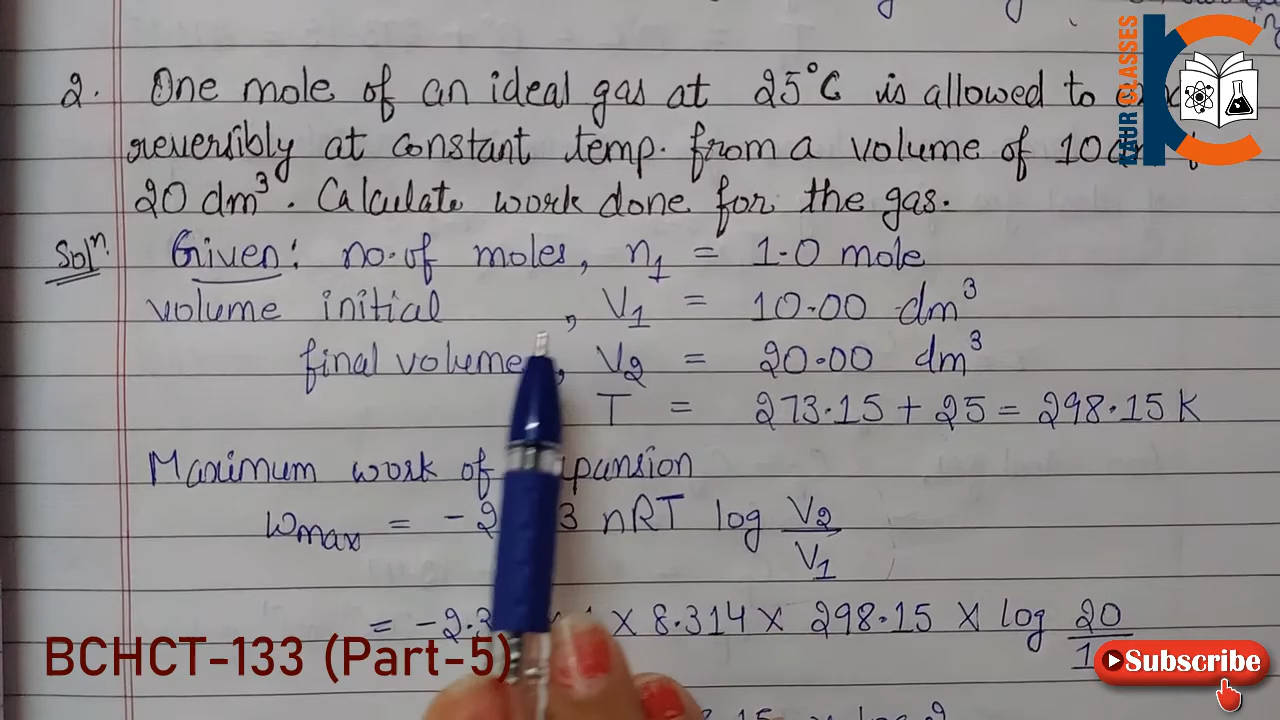 2. One mole of an ideal gas at 25°C is allowed to
reversibly at constant temp. from a volume of 10
20 dm³. Calculate work done for the gas.
Solⁿ. Given: no. of moles, n₁ = 1.0 mole
volume initial , V₁ = 10.00 dm³
final volume, V₂ = 20.00 dm³
T = 273.15 + 25 = 298.15 K
Maximum work of
Wmax = - nRT log V₂/V₁
= - × 8.314 × 298.15 × log 20
BCHCT-133 (Part-5)
Subscribe
KAUR CLASSES